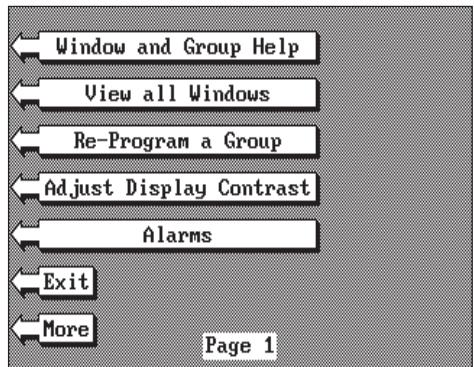 Window and Group Help
View all Windows
Re-Program a Group
Adjust Display Contrast
Alarms
Exit
More
Page 1